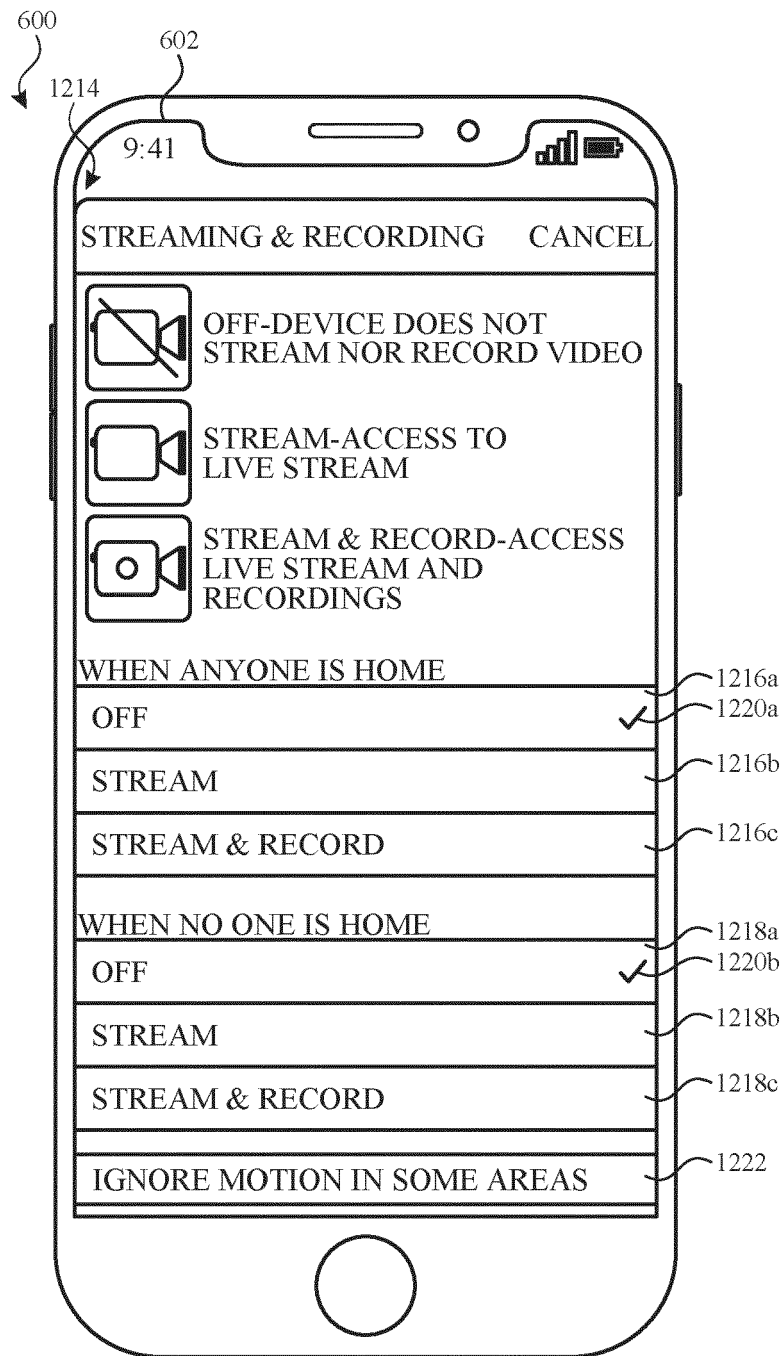 600
602
1214
9:41
STREAMING & RECORDING CANCEL
OFF-DEVICE DOES NOT
STREAM NOR RECORD VIDEO
STREAM-ACCESS TO
LIVE STREAM
STREAM & RECORD-ACCESS
LIVE STREAM AND
RECORDINGS
WHEN ANYONE IS HOME
1216a
OFF
1220a
STREAM
1216b
STREAM & RECORD
1216c
WHEN NO ONE IS HOME
1218a
OFF
1220b
STREAM
1218b
STREAM & RECORD
1218c
IGNORE MOTION IN SOME AREAS
1222